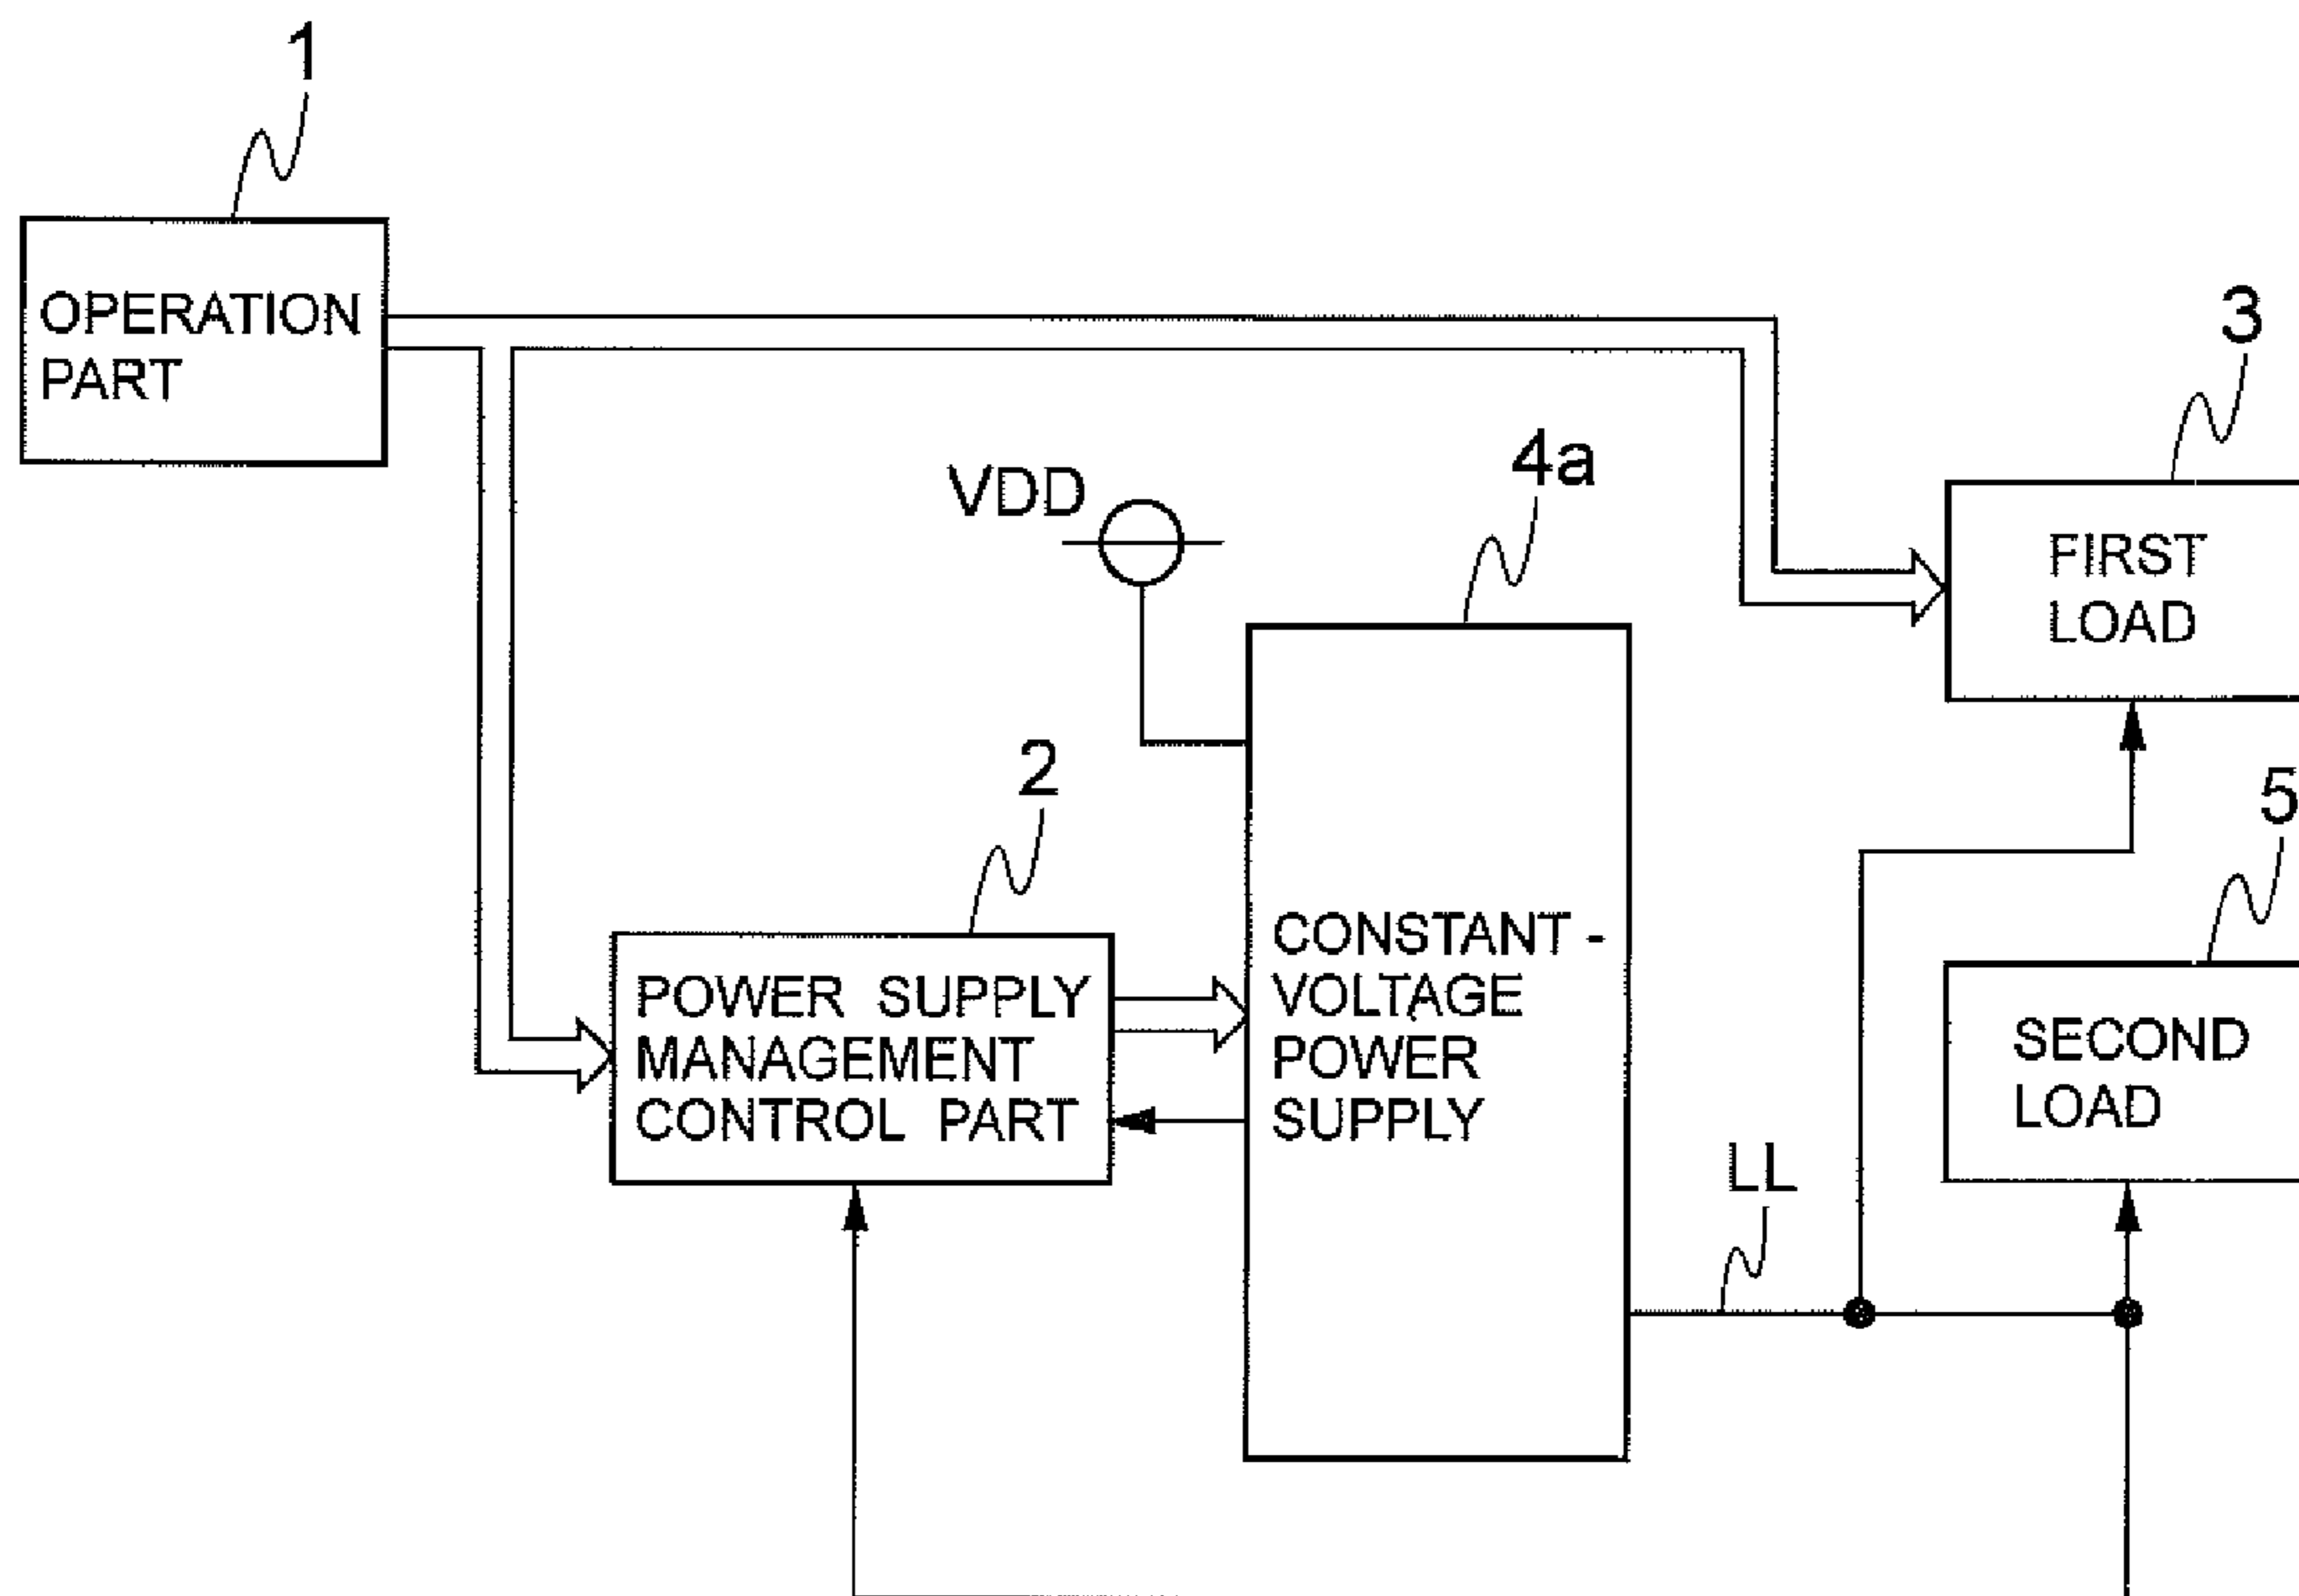 1
OPERATION
PART
3
4a
VDD
FIRST
LOAD
2
5
CONSTANT -
VOLTAGE
POWER
SUPPLY
POWER SUPPLY
MANAGEMENT
CONTROL PART
SECOND
LOAD
LL